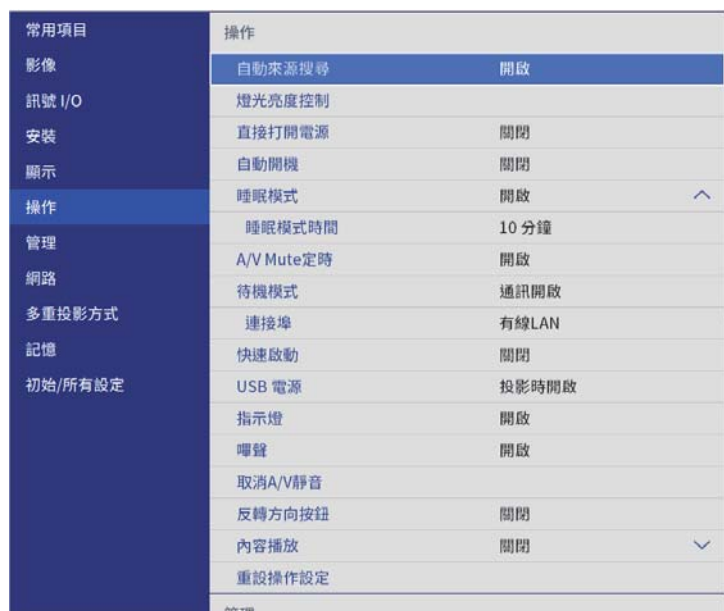 常用項目
影像
訊號 I/O
安裝
顯示
操作
管理
網路
多重投影方式
記憶
初始/所有設定
操作
自動來源搜尋 開啟
燈光亮度控制
直接打開電源 關閉
自動開機 關閉
睡眠模式 開啟
睡眠模式時間 10 分鐘
A/V Mute定時 開啟
待機模式 通訊開啟
連接埠 有線LAN
快速啟動 關閉
USB 電源 投影時開啟
指示燈 開啟
嗶聲 開啟
取消A/V靜音
反轉方向按鈕 關閉
內容播放 關閉
重設操作設定